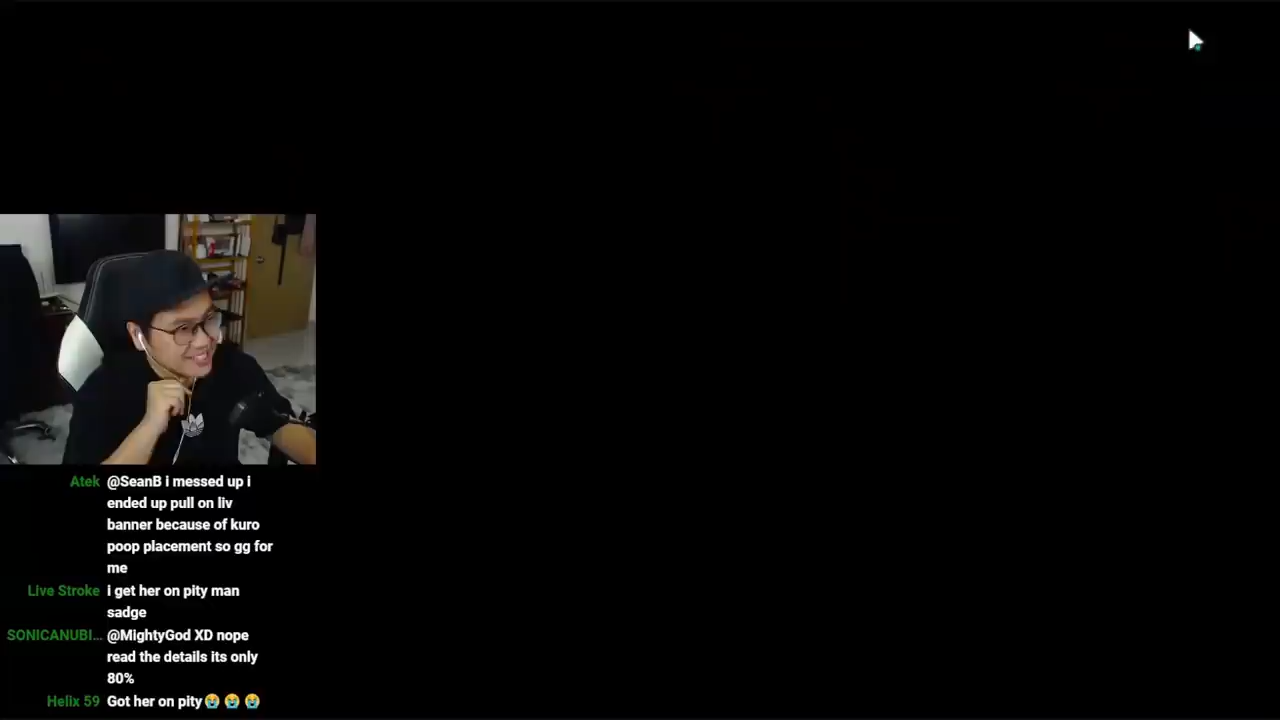 Atek @SeanB i messed up i
ended up pull on liv
banner because of kuro
poop placement so gg for
me
Live Stroke i get her on pity man
sadge
SONICANUBI... @MightyGod XD nope
read the details its only
80%
Helix 59 Got her on pity😭 😭 😭